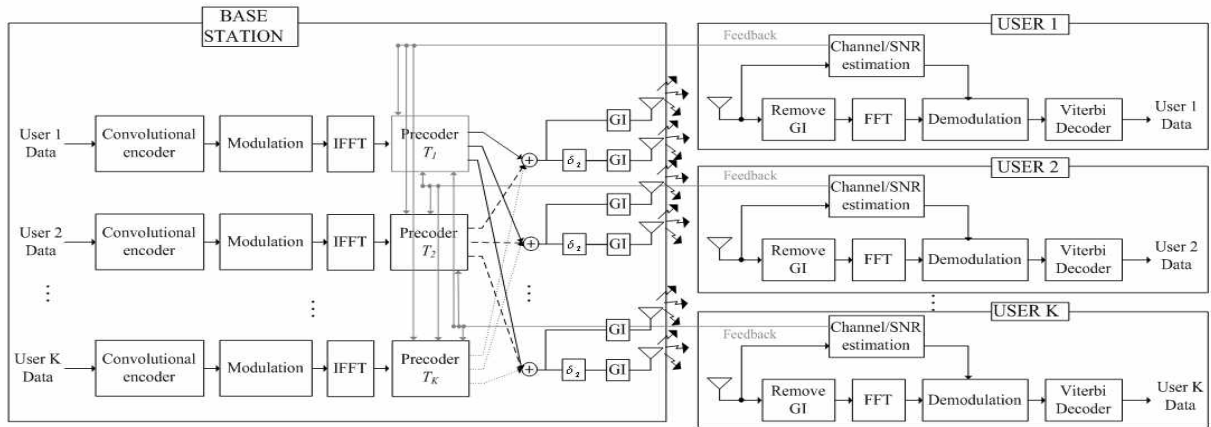 BASE
STATION
User 1
Data
Convolutional
encoder
Modulation
IFFT
Precoder
T1
GI
δ2
GI
User 2
Data
Convolutional
encoder
Modulation
IFFT
Precoder
T2
GI
δ2
GI
...
...
...
User K
Data
Convolutional
encoder
Modulation
IFFT
Precoder
TK
GI
δ2
GI
USER 1
Feedback
Channel/SNR
estimation
Remove
GI
FFT
Demodulation
Viterbi
Decoder
User 1
Data
USER 2
Feedback
Channel/SNR
estimation
Remove
GI
FFT
Demodulation
Viterbi
Decoder
User 2
Data
...
USER K
Feedback
Channel/SNR
estimation
Remove
GI
FFT
Demodulation
Viterbi
Decoder
User K
Data